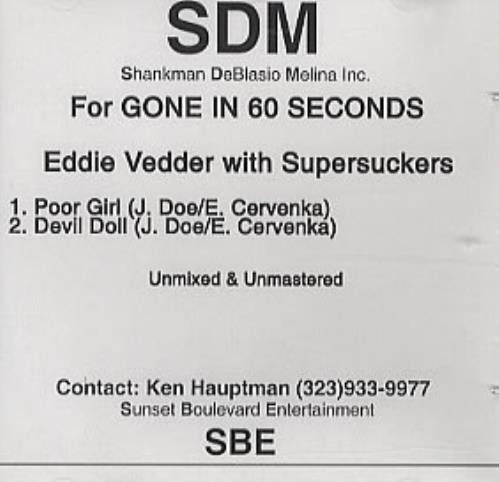 SDM
Shankman DeBlasio Melina Inc.
For GONE IN 60 SECONDS
Eddie Vedder with Supersuckers
1. Poor Girl (J. Doe/E. Cervenka)
2. Devil Doll (J. Doe/E. Cervenka)
Unmixed & Unmastered
Contact: Ken Hauptman (323)933-9977
Sunset Boulevard Entertainment
SBE